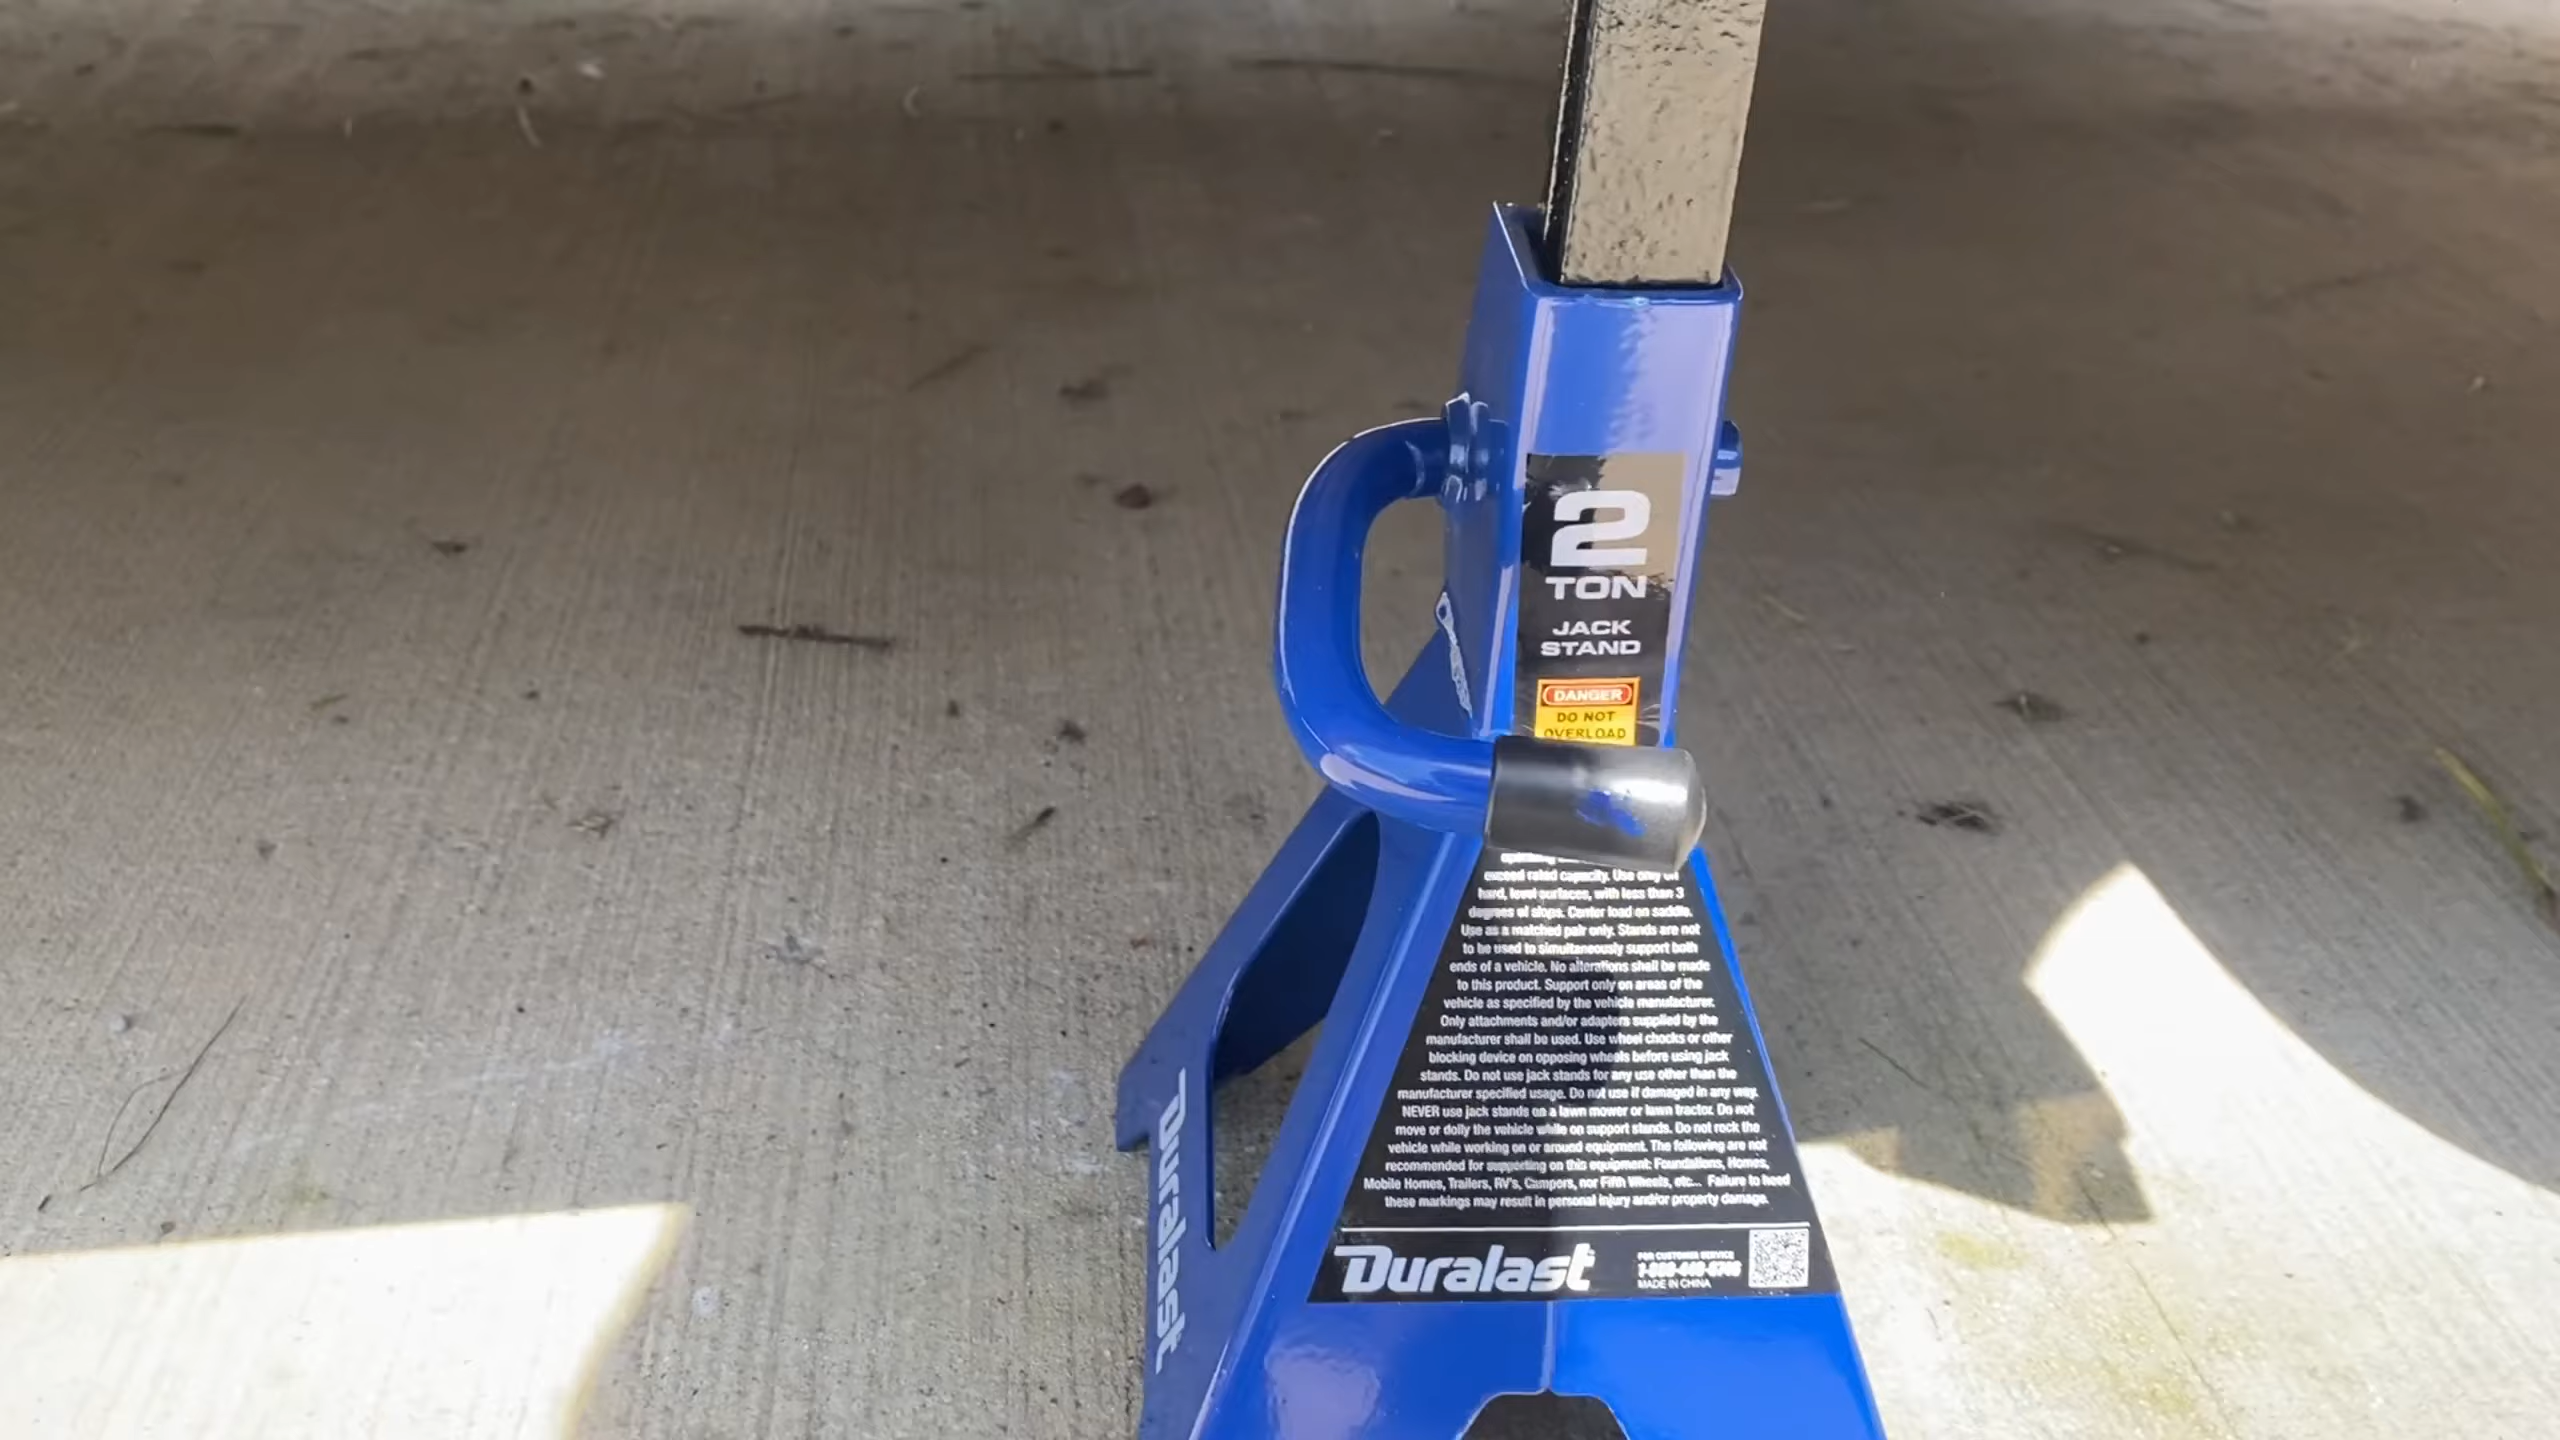 2
TON
JACK
STAND
DANGER
DO NOT
OVERLOAD
exceed rated capacity. Use only on
hard, level surfaces, with less than 3
degrees of slope. Center load on saddle.
Use as a matched pair only. Stands are not
to be used to simultaneously support both
ends of a vehicle. No alterations shall be made
to this product. Support only on areas of the
vehicle as specified by the vehicle manufacturer.
Only attachments and/or adapters supplied by the
manufacturer shall be used. Use wheel chocks or other
blocking device on opposing wheels before using jack
stands. Do not use jack stands for any use other than the
manufacturer specified usage. Do not use if damaged in any way.
NEVER use jack stands on a lawn mower or lawn tractor. Do not
move or dolly the vehicle while on support stands. Do not rock the
vehicle while working on or around equipment. The following are not
recommended for supporting on this equipment: Foundations, Homes,
Mobile Homes, Trailers, RV's, Campers, nor Fifth Wheels, etc... Failure to heed
these markings may result in personal injury and/or property damage.
Duralast
FOR CUSTOMER SERVICE
MADE IN CHINA
Duralast